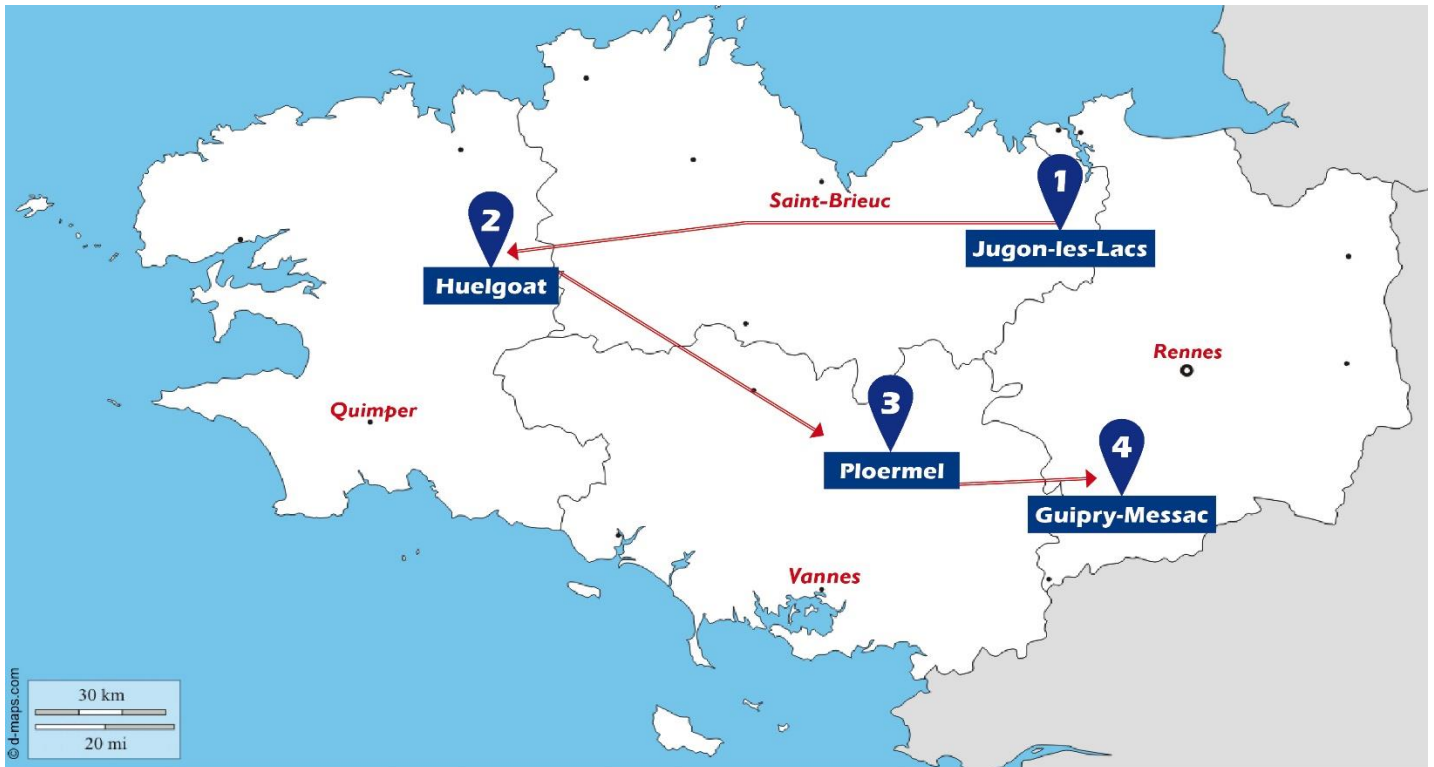 1
Saint-Brieuc
Jugon-les-Lacs
2
Huelgoat
Rennes
3
Quimper
4
Ploermel
Guipry-Messac
Vannes
30 km
20 mi
© d-maps.com